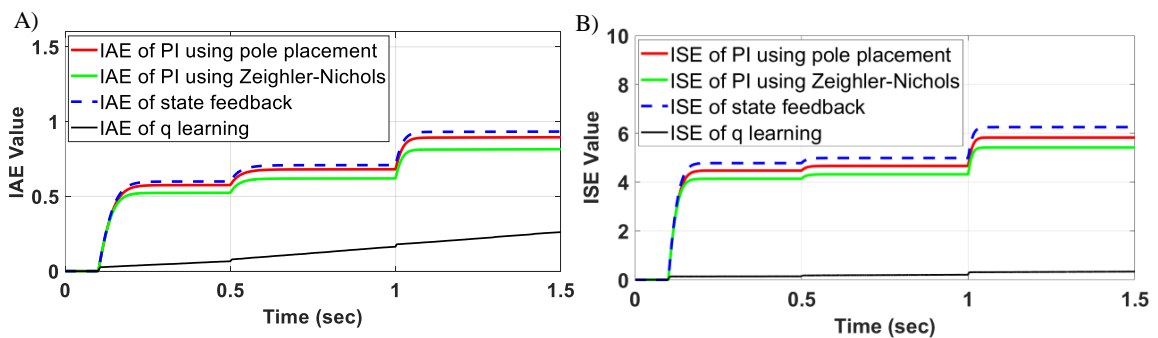 A)
1.5
1
0.5
0
IAE Value
IAE of PI using pole placement
IAE of PI using Zeighler-Nichols
IAE of state feedback
IAE of q learning
0
0.5
1
1.5
Time (sec)
B)
10
8
6
4
2
0
ISE Value
ISE of PI using pole placement
ISE of PI using Zeighler-Nichols
ISE of state feedback
ISE of q learning
0
0.5
1
1.5
Time (sec)